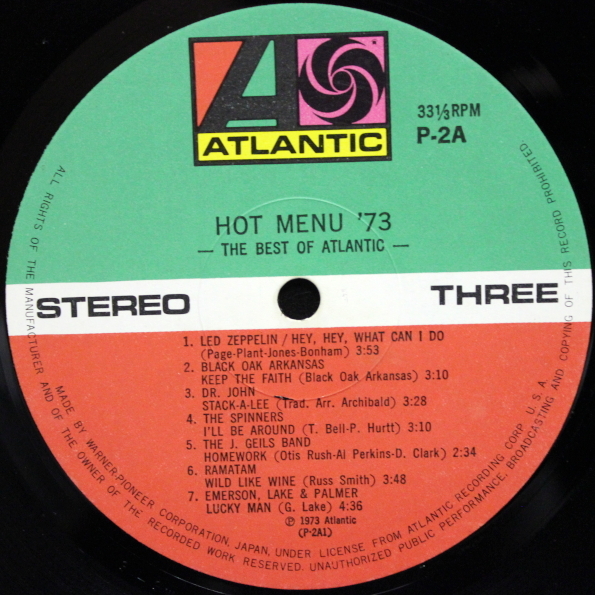 ATLANTIC
33 1/3 RPM
P-2A
HOT MENU '73
— THE BEST OF ATLANTIC —
STEREO
THREE
1. LED ZEPPELIN / HEY, HEY, WHAT CAN I DO
(Page-Plant-Jones-Bonham) 3:53
2. BLACK OAK ARKANSAS
KEEP THE FAITH (Black Oak Arkansas) 3:10
3. DR. JOHN
STACK-A-LEE (Trad. Arr. Archibald) 3:28
4. THE SPINNERS
I'LL BE AROUND (T. Bell-P. Hurtt) 3:10
5. THE J. GEILS BAND
HOMEWORK (Otis Rush-Al Perkins-D. Clark) 2:34
6. RAMATAM
WILD LIKE WINE (Russ Smith) 3:48
7. EMERSON, LAKE & PALMER
LUCKY MAN (G. Lake) 4:36
Ⓟ 1973 Atlantic
(P-2A1)
MADE BY WARNER-PIONEER CORPORATION, JAPAN, UNDER LICENSE FROM ATLANTIC RECORDING CORP. U.S.A.
ALL RIGHTS OF THE MANUFACTURER AND OF THE OWNER OF THE RECORDED WORK RESERVED. UNAUTHORIZED PUBLIC PERFORMANCE, BROADCASTING AND COPYING OF THIS RECORD PROHIBITED.